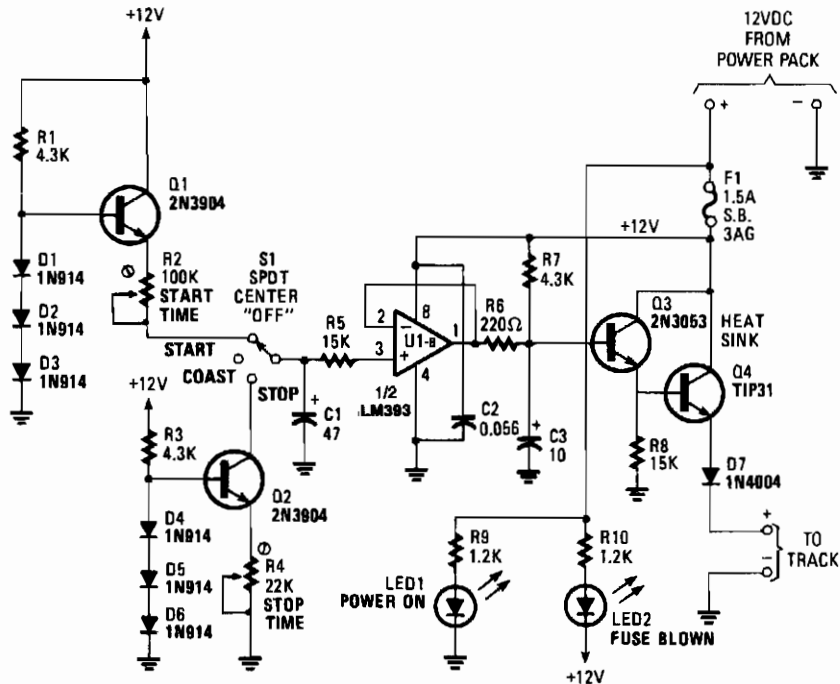 +12V
R1
4.3K
Q1
2N3904
D1
1N914
D2
1N914
D3
1N914
R2
100K
START
TIME
S1
SPDT
CENTER
"OFF"
START
COAST
STOP
R5
15K
C1
47
+
+12V
R3
4.3K
Q2
2N3904
D4
1N914
D5
1N914
D6
1N914
R4
22K
STOP
TIME
2
3
8
1
4
−
+
U1-B
1/2
LM393
C2
0.056
R6
220Ω
R7
4.3K
+12V
C3
10
+
12VDC
FROM
POWER PACK
+
-
F1
1.5A
S.B.
3AG
Q3
2N3053
HEAT
SINK
Q4
TIP31
R8
15K
D7
1N4004
+
−
TO
TRACK
R9
1.2K
LED1
POWER ON
R10
1.2K
LED2
FUSE BLOWN
+12V